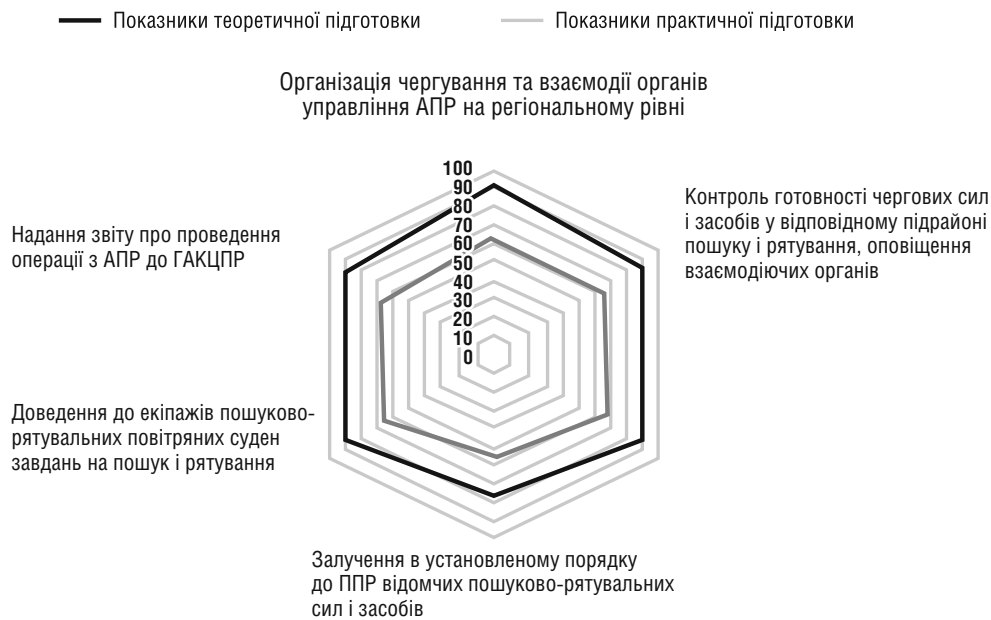 Показники теоретичної підготовки
Показники практичної підготовки
Організація чергування та взаємодії органів
управління АПР на регіональному рівні
100
90
80
70
60
50
40
30
20
10
0
Контроль готовності чергових сил
і засобів у відповідному підрайоні
пошуку і рятування, оповіщення
взаємодіючих органів
Надання звіту про проведення
операції з АПР до ГАКЦПР
Доведення до екіпажів пошуково-
рятувальних повітряних суден
завдань на пошук і рятування
Залучення в установленому порядку
до ППР відомчих пошуково-рятувальних
сил і засобів